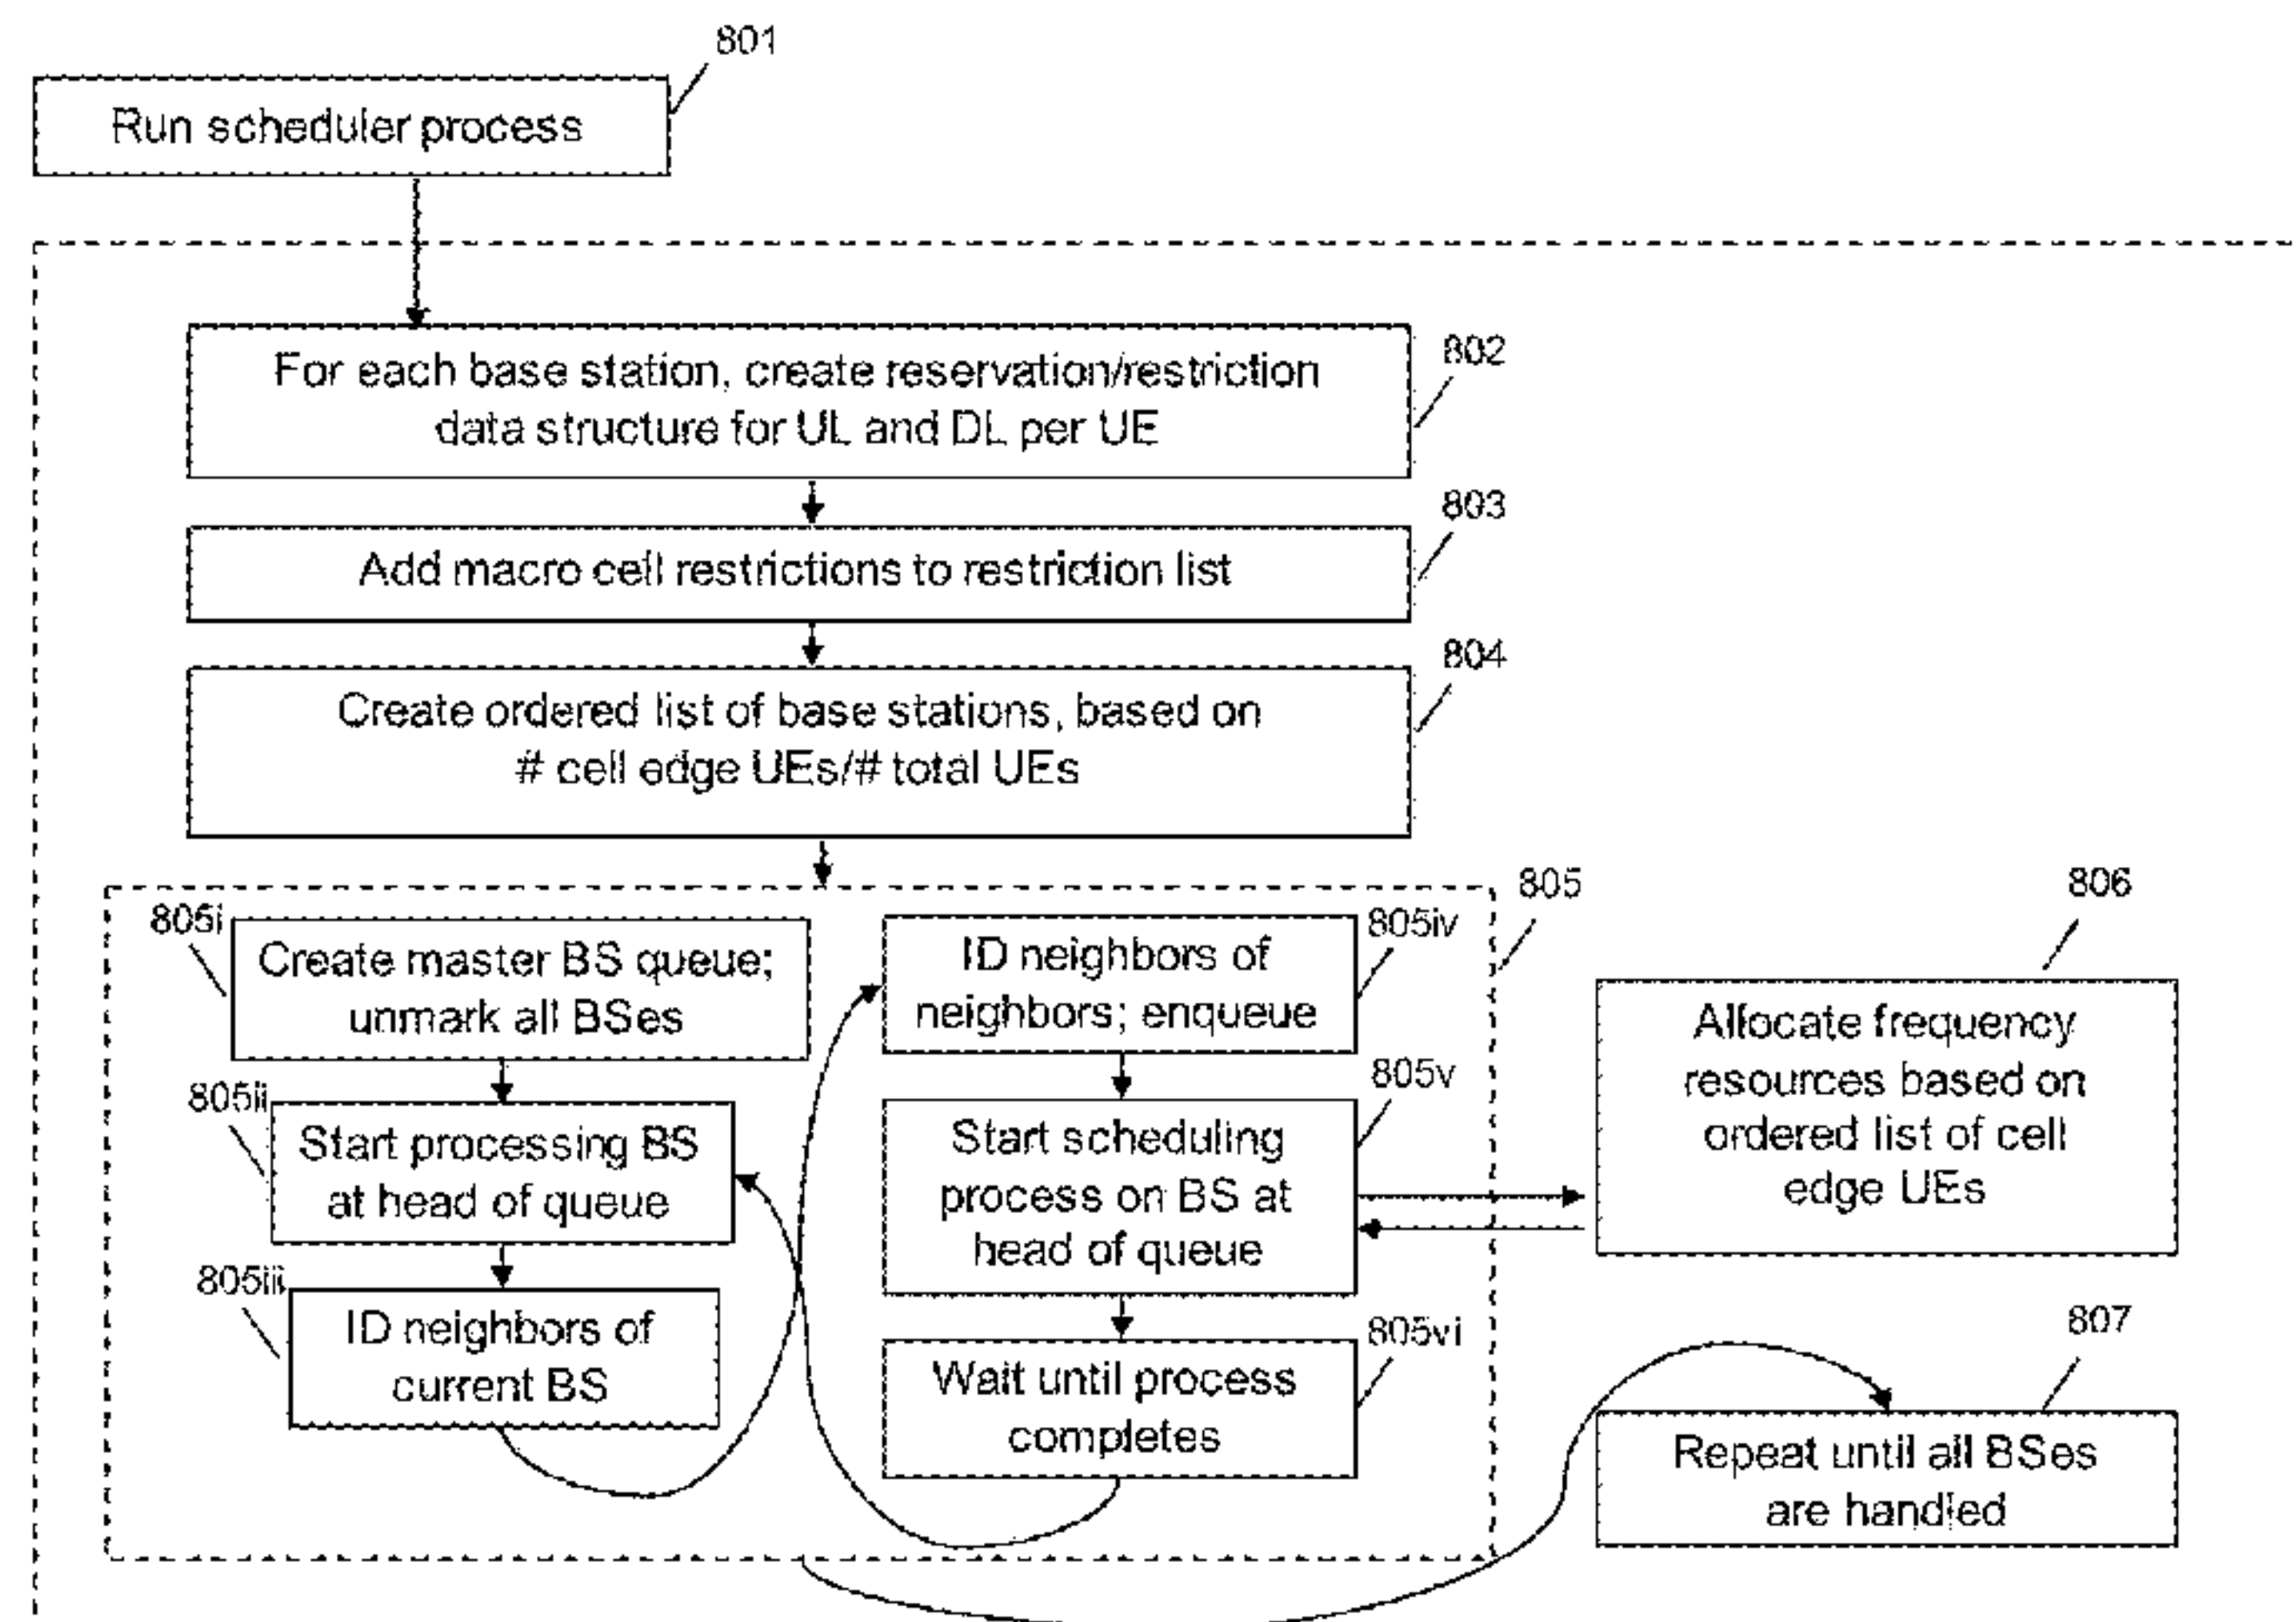 801
Run scheduler process
802
For each base station, create reservation/restriction
data structure for UL and DL per UE
803
Add macro cell restrictions to restriction list
804
Create ordered list of base stations, based on
# cell edge UEs/# total UEs
805
805i
Create master BS queue;
unmark all BSes
805ii
Start processing BS
at head of queue
805iii
ID neighbors of
current BS
805iv
ID neighbors of
neighbors; enqueue
805v
Start scheduling
process on BS at
head of queue
805vi
Wait until process
completes
806
Allocate frequency
resources based on
ordered list of cell
edge UEs
807
Repeat until all BSes
are handled